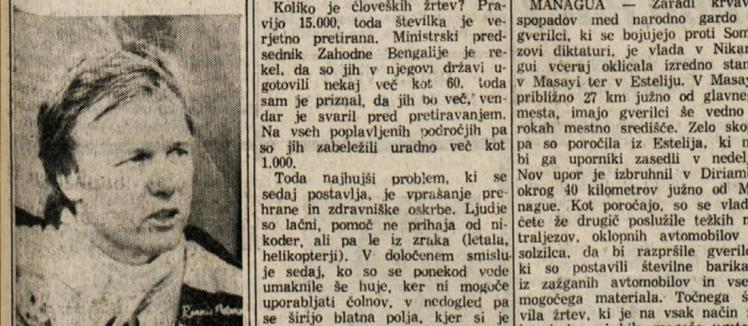 Koliko je človeških žrtev? Pra-
vijo 15.000, toda številka je ve-
rjetno pretirana. Ministrski pred-
sednik Zahodne Bengalije je re-
kel, da so jih v njegovi državi u-
gotovili nekaj več kot 60, toda
sam je priznal, da jih bo več, ven-
dar je svaril pred pretiravanjem.
Na vseh poplavljenih področjih pa
so jih zabeležili uradno več kot
1.000.
Toda najhujši problem, ki se
sedaj postavlja, je vprašanje pre-
hrane in zdravniške oskrbe. Ljudje
so lačni, pomoč ne prihaja od ni-
koder, ali pa le iz zraka (letala,
helikopterji). V določenem smislu
je sedaj, ko so se ponekod vode
umaknile še huje, ker ni mogoče
uporabljati čolnov, v nedogled pa
se širijo blatna polja, kjer si je
MANAGUA — Zaradi krvav
spopadov med narodno gardo
gverilci, ki se bojujejo proti Som
zovi diktaturi, je vlada v Nikar
gui včeraj oklicala izredno stan
v Masayi ter v Esteliju. V Masay
približno 27 km južno od glavne
mesta, imajo gverilci še vedno
rokah mestno središče. Zelo sko
pa so poročila iz Estelija, ki n
bi ga uporniki zasedli v nedel
Nov upor je izbruhnil v Diriam
okrog 40 kilometrov južno od M
nague. Kot poročajo, so se vlad
čete že drugič poslužile težkih
traljezov, oklopnih avtomobilov
solzilca, da bi razpršile gveril
ki so postavili številne barika
iz zažganih avtomobilov in vse
mogočega materiala. Točnega š
vila žrtev, ki je na vsak način